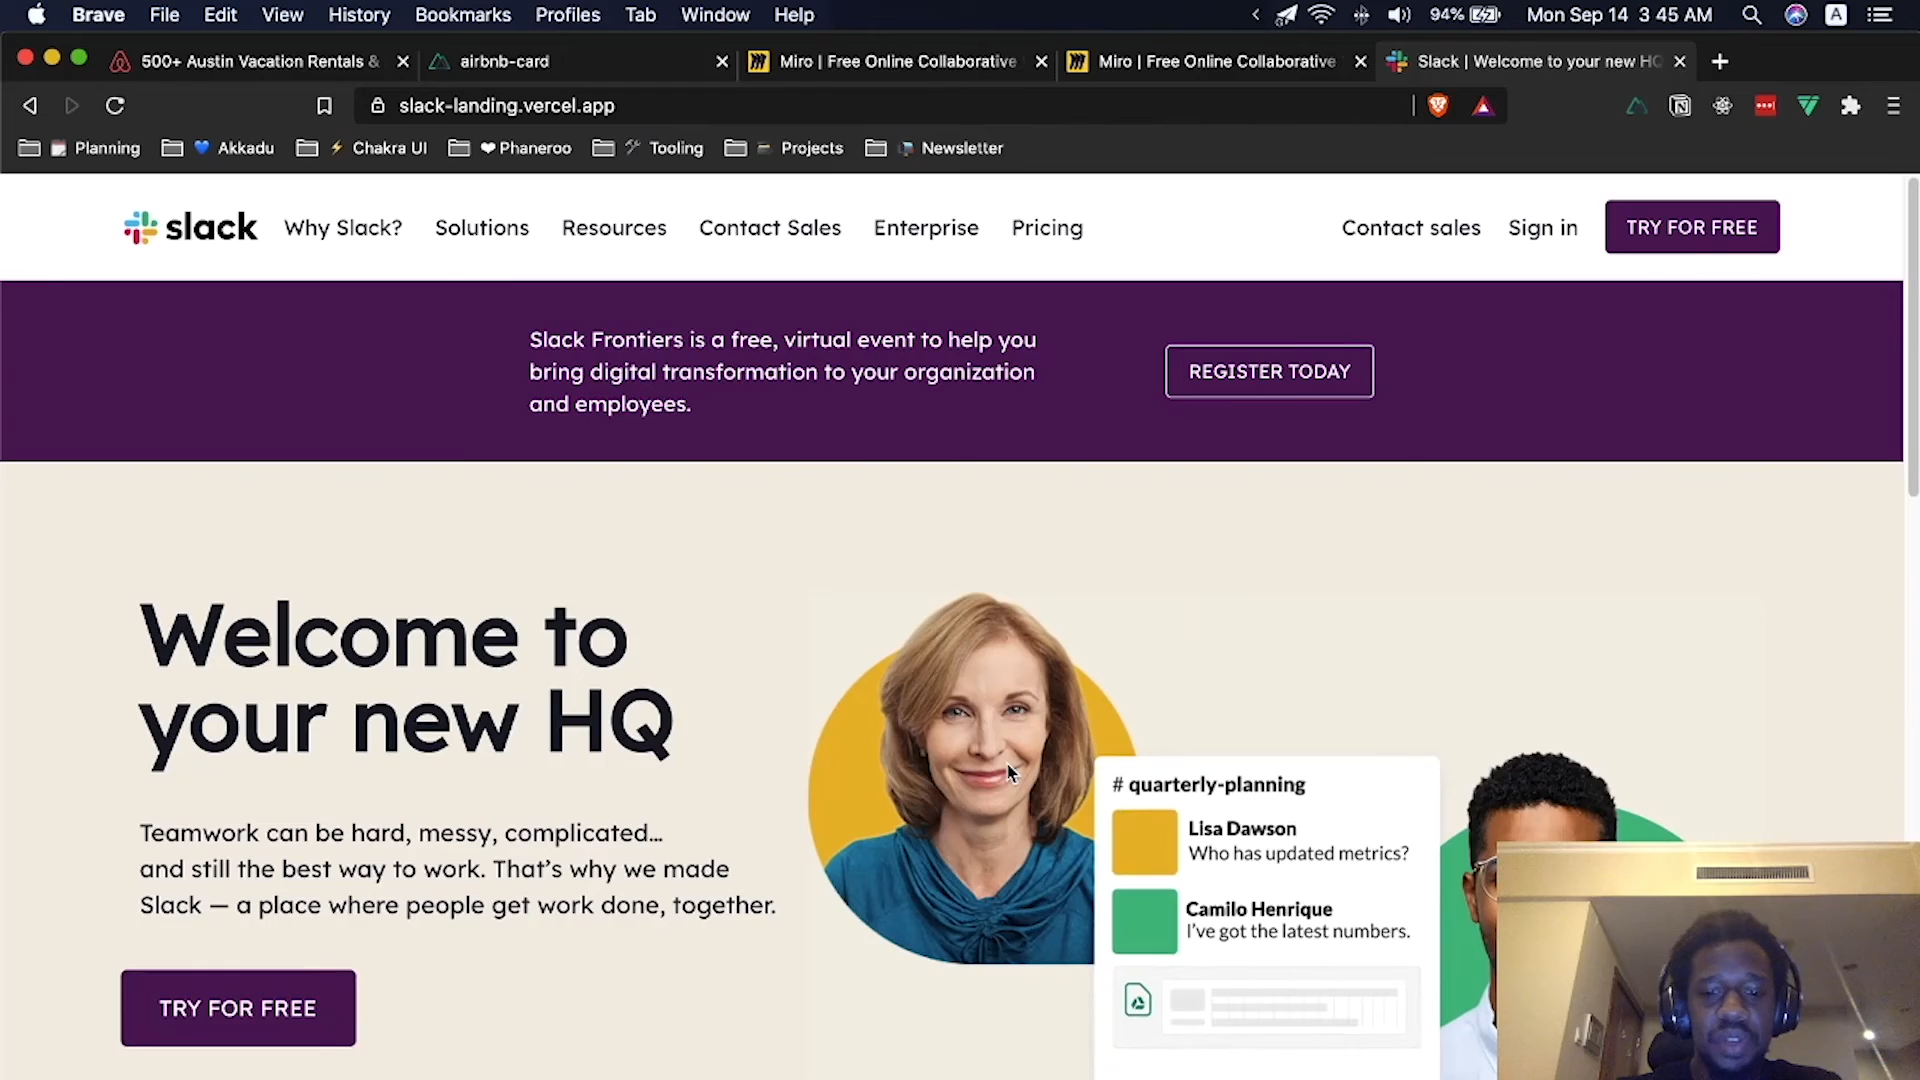 Brave File Edit View History Bookmarks Profiles Tab Window Help 94% Mon Sep 14 3 45 AM A
500+ Austin Vacation Rentals & airbnb-card Miro | Free Online Collaborative Miro | Free Online Collaborative Slack | Welcome to your new HQ
slack-landing.vercel.app
Planning Akkadu Chakra UI Phaneroo Tooling Projects Newsletter
slack Why Slack? Solutions Resources Contact Sales Enterprise Pricing Contact sales Sign in TRY FOR FREE
Slack Frontiers is a free, virtual event to help you
bring digital transformation to your organization
and employees.
REGISTER TODAY
Welcome to
your new HQ
Teamwork can be hard, messy, complicated…
and still the best way to work. That’s why we made
Slack — a place where people get work done, together.
TRY FOR FREE
# quarterly-planning
Lisa Dawson
Who has updated metrics?
Camilo Henrique
I’ve got the latest numbers.